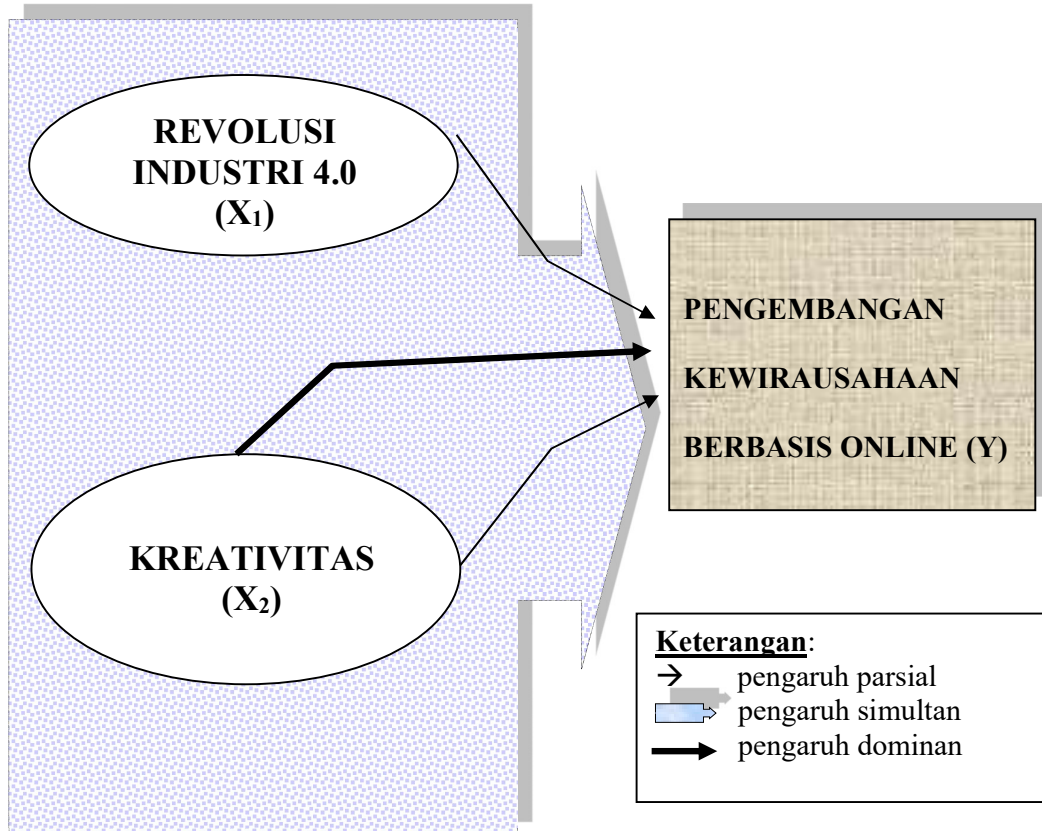 REVOLUSI
INDUSTRI 4.0
(X₁)
PENGEMBANGAN
KEWIRAUSAHAAN
BERBASIS ONLINE (Y)
KREATIVITAS
(X₂)
Keterangan:
→ pengaruh parsial
pengaruh simultan
pengaruh dominan